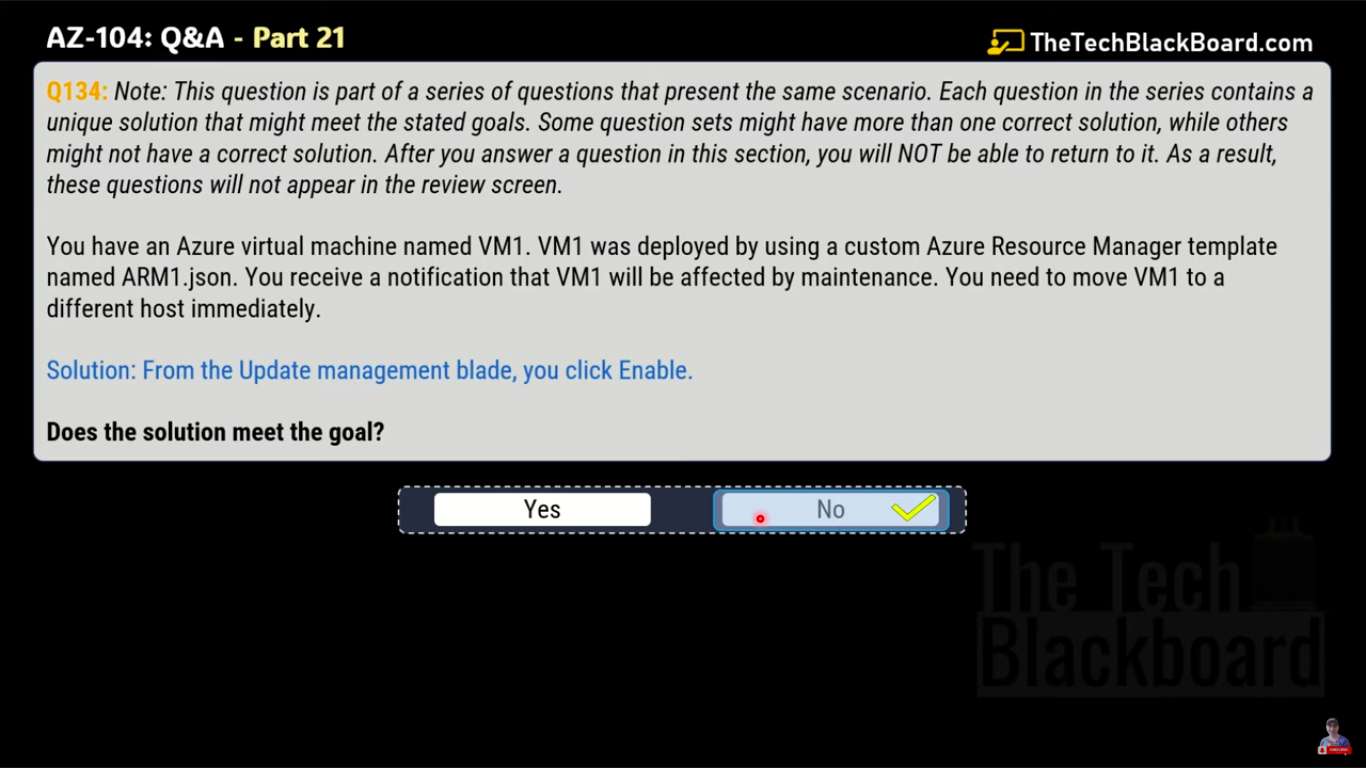 AZ-104: Q&A - Part 21
TheTechBlackBoard.com
Q134: Note: This question is part of a series of questions that present the same scenario. Each question in the series contains a
unique solution that might meet the stated goals. Some question sets might have more than one correct solution, while others
might not have a correct solution. After you answer a question in this section, you will NOT be able to return to it. As a result,
these questions will not appear in the review screen.
You have an Azure virtual machine named VM1. VM1 was deployed by using a custom Azure Resource Manager template
named ARM1.json. You receive a notification that VM1 will be affected by maintenance. You need to move VM1 to a
different host immediately.
Solution: From the Update management blade, you click Enable.
Does the solution meet the goal?
Yes
No
The Tech
Blackboard